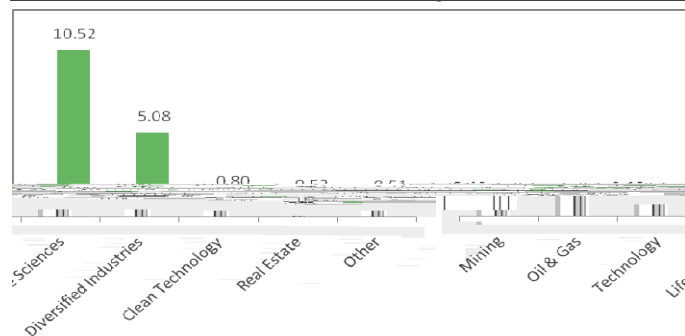 10.52
5.08
0.80
Sciences
Diversified Industries
Clean Technology
Real Estate
Other
Mining
Oil & Gas
Technology